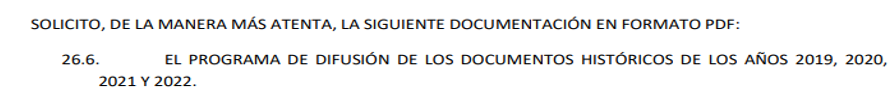 SOLICITO, DE LA MANERA MÁS ATENTA, LA SIGUIENTE DOCUMENTACIÓN EN FORMATO PDF:
26.6. EL PROGRAMA DE DIFUSIÓN DE LOS DOCUMENTOS HISTÓRICOS DE LOS AÑOS 2019, 2020,
2021 Y 2022.